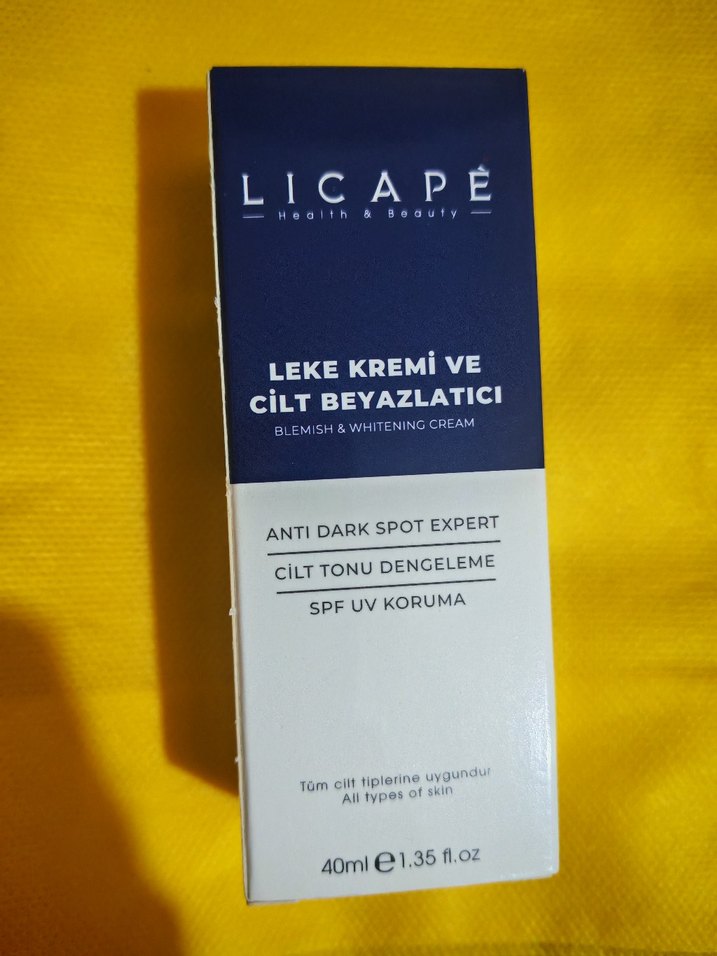 LICAPÈ
Health & Beauty
LEKE KREMİ VE
CİLT BEYAZLATICI
BLEMISH & WHITENING CREAM
ANTI DARK SPOT EXPERT
CİLT TONU DENGELEME
SPF UV KORUMA
Tüm cilt tiplerine uygundur
All types of skin
40ml ℮ 1.35 fl.oz